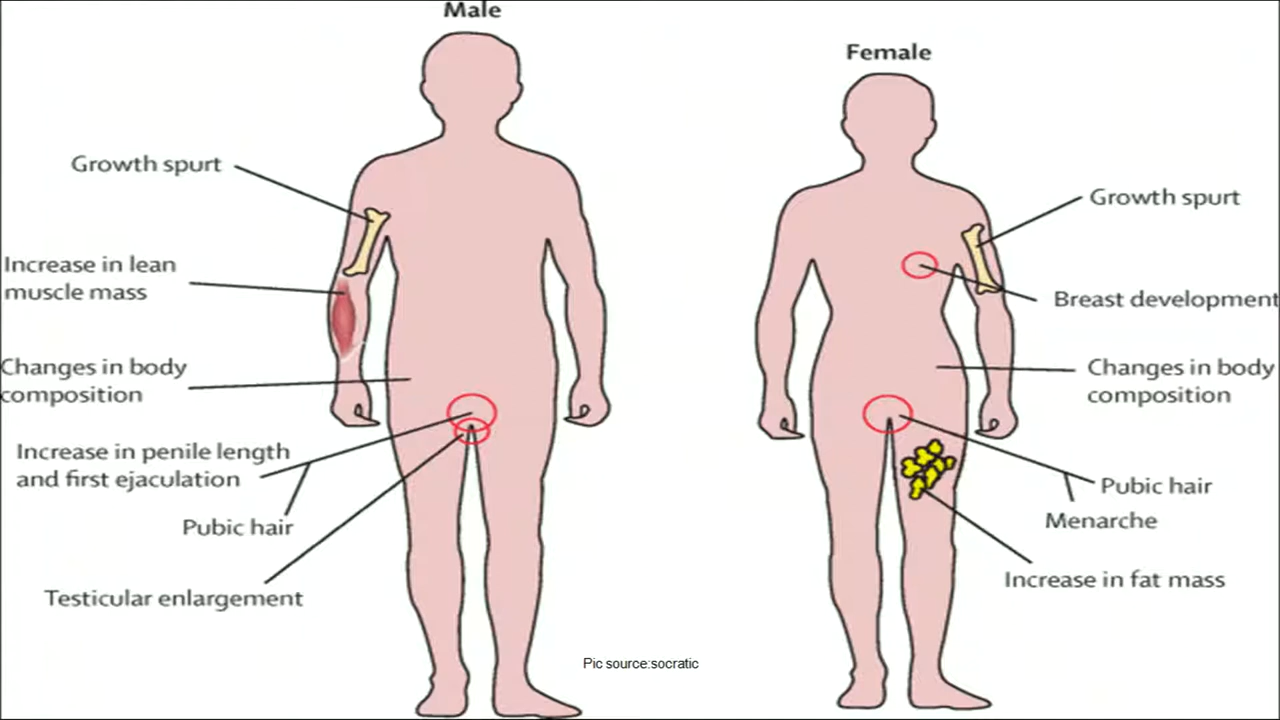 Male
Growth spurt
Increase in lean
muscle mass
Changes in body
composition
Increase in penile length
and first ejaculation
Pubic hair
Testicular enlargement
Female
Growth spurt
Breast development
Changes in body
composition
Pubic hair
Menarche
Increase in fat mass
Pic source:socratic